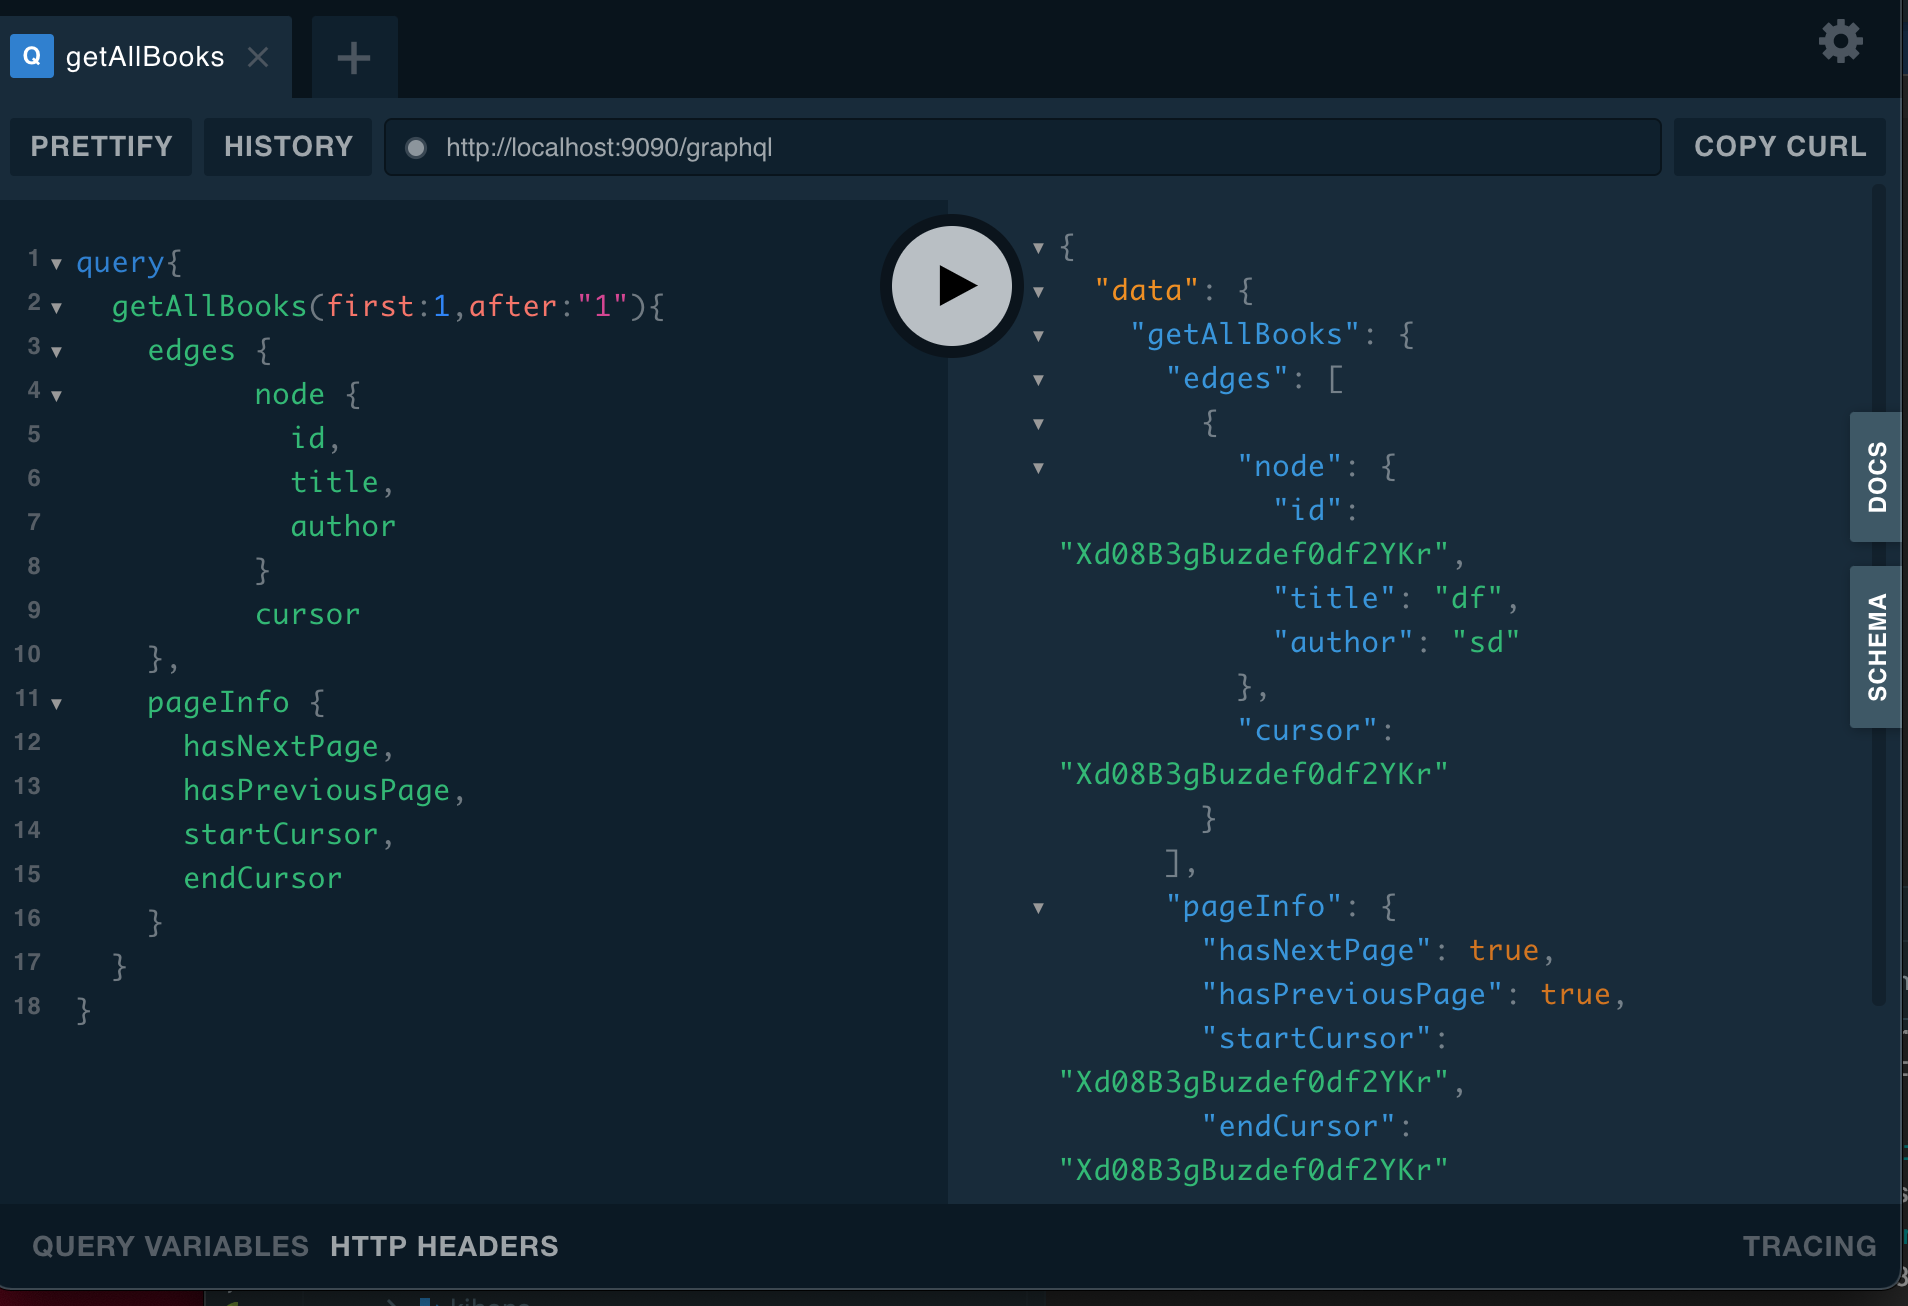 Q getAllBooks
PRETTIFY HISTORY http://localhost:9090/graphql COPY CURL
1 query{
2 getAllBooks(first:1,after:"1"){
3 edges {
4 node {
5 id,
6 title,
7 author
8 }
9 cursor
10 },
11 pageInfo {
12 hasNextPage,
13 hasPreviousPage,
14 startCursor,
15 endCursor
16 }
17 }
18 }
{
"data": {
"getAllBooks": {
"edges": [
{
"node": {
"id":
"Xd08B3gBuzdef0df2YKr",
"title": "df",
"author": "sd"
},
"cursor":
"Xd08B3gBuzdef0df2YKr"
}
],
"pageInfo": {
"hasNextPage": true,
"hasPreviousPage": true,
"startCursor":
"Xd08B3gBuzdef0df2YKr",
"endCursor":
"Xd08B3gBuzdef0df2YKr"
DOCS
SCHEMA
QUERY VARIABLES HTTP HEADERS TRACING